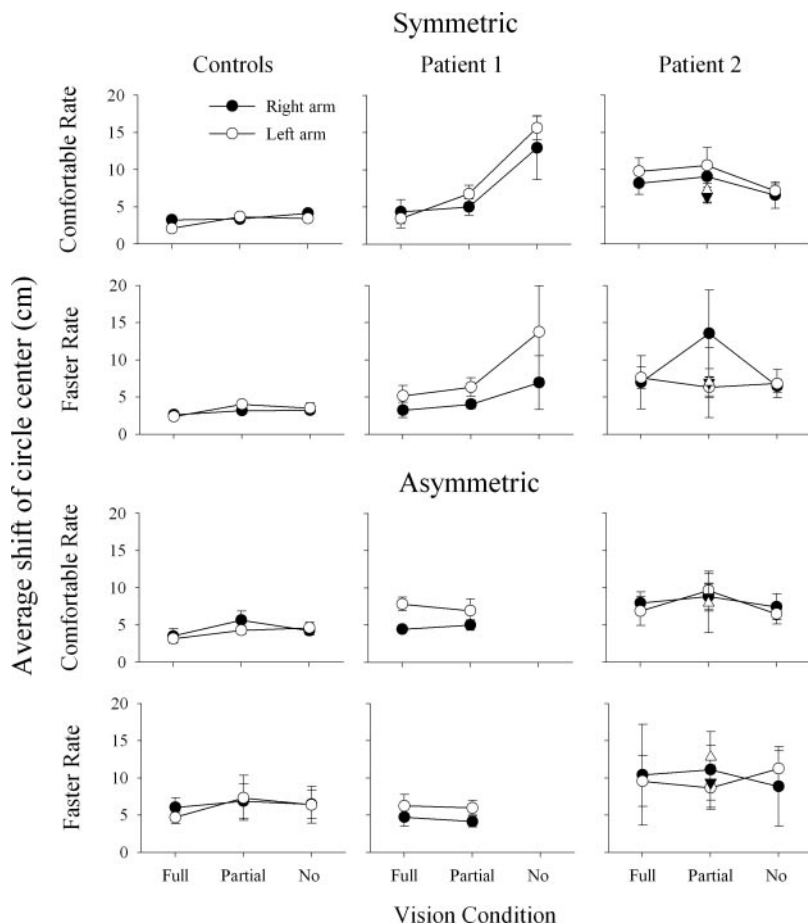 Symmetric
Controls Patient 1 Patient 2
Average shift of circle center (cm)
Comfortable Rate
20
15
10
5
0
Right arm
Left arm
Faster Rate
20
15
10
5
0
Asymmetric
Comfortable Rate
20
15
10
5
0
Faster Rate
20
15
10
5
0
Full Partial No Full Partial No Full Partial No
Vision Condition